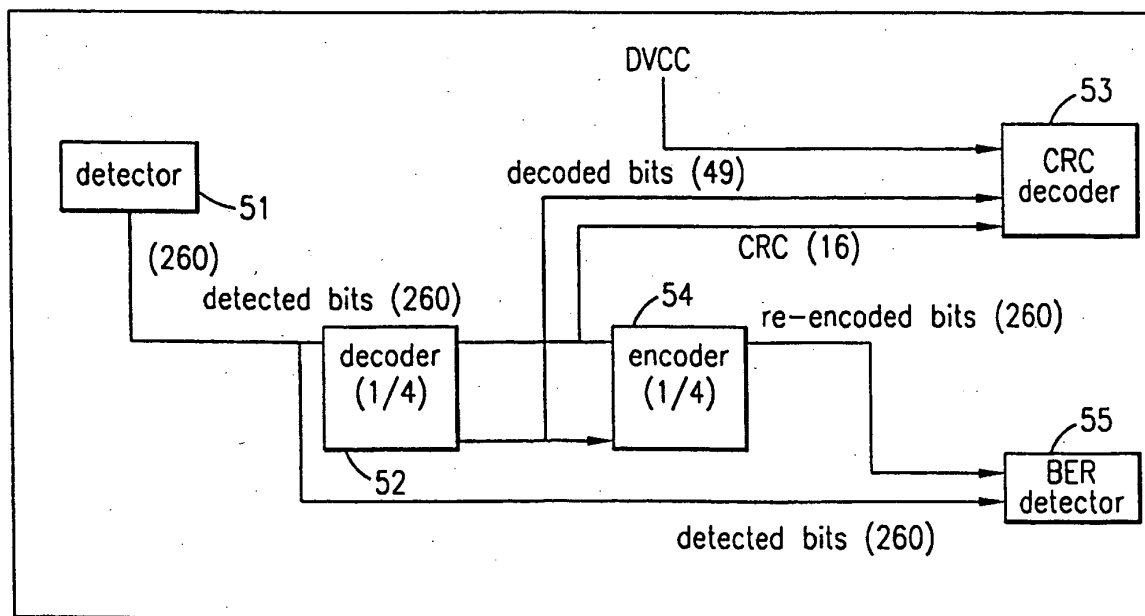 DVCC
53
CRC
decoder
detector
51
decoded bits (49)
(260)
CRC (16)
detected bits (260)
54
re-encoded bits (260)
decoder
(1/4)
encoder
(1/4)
52
55
BER
detector
detected bits (260)